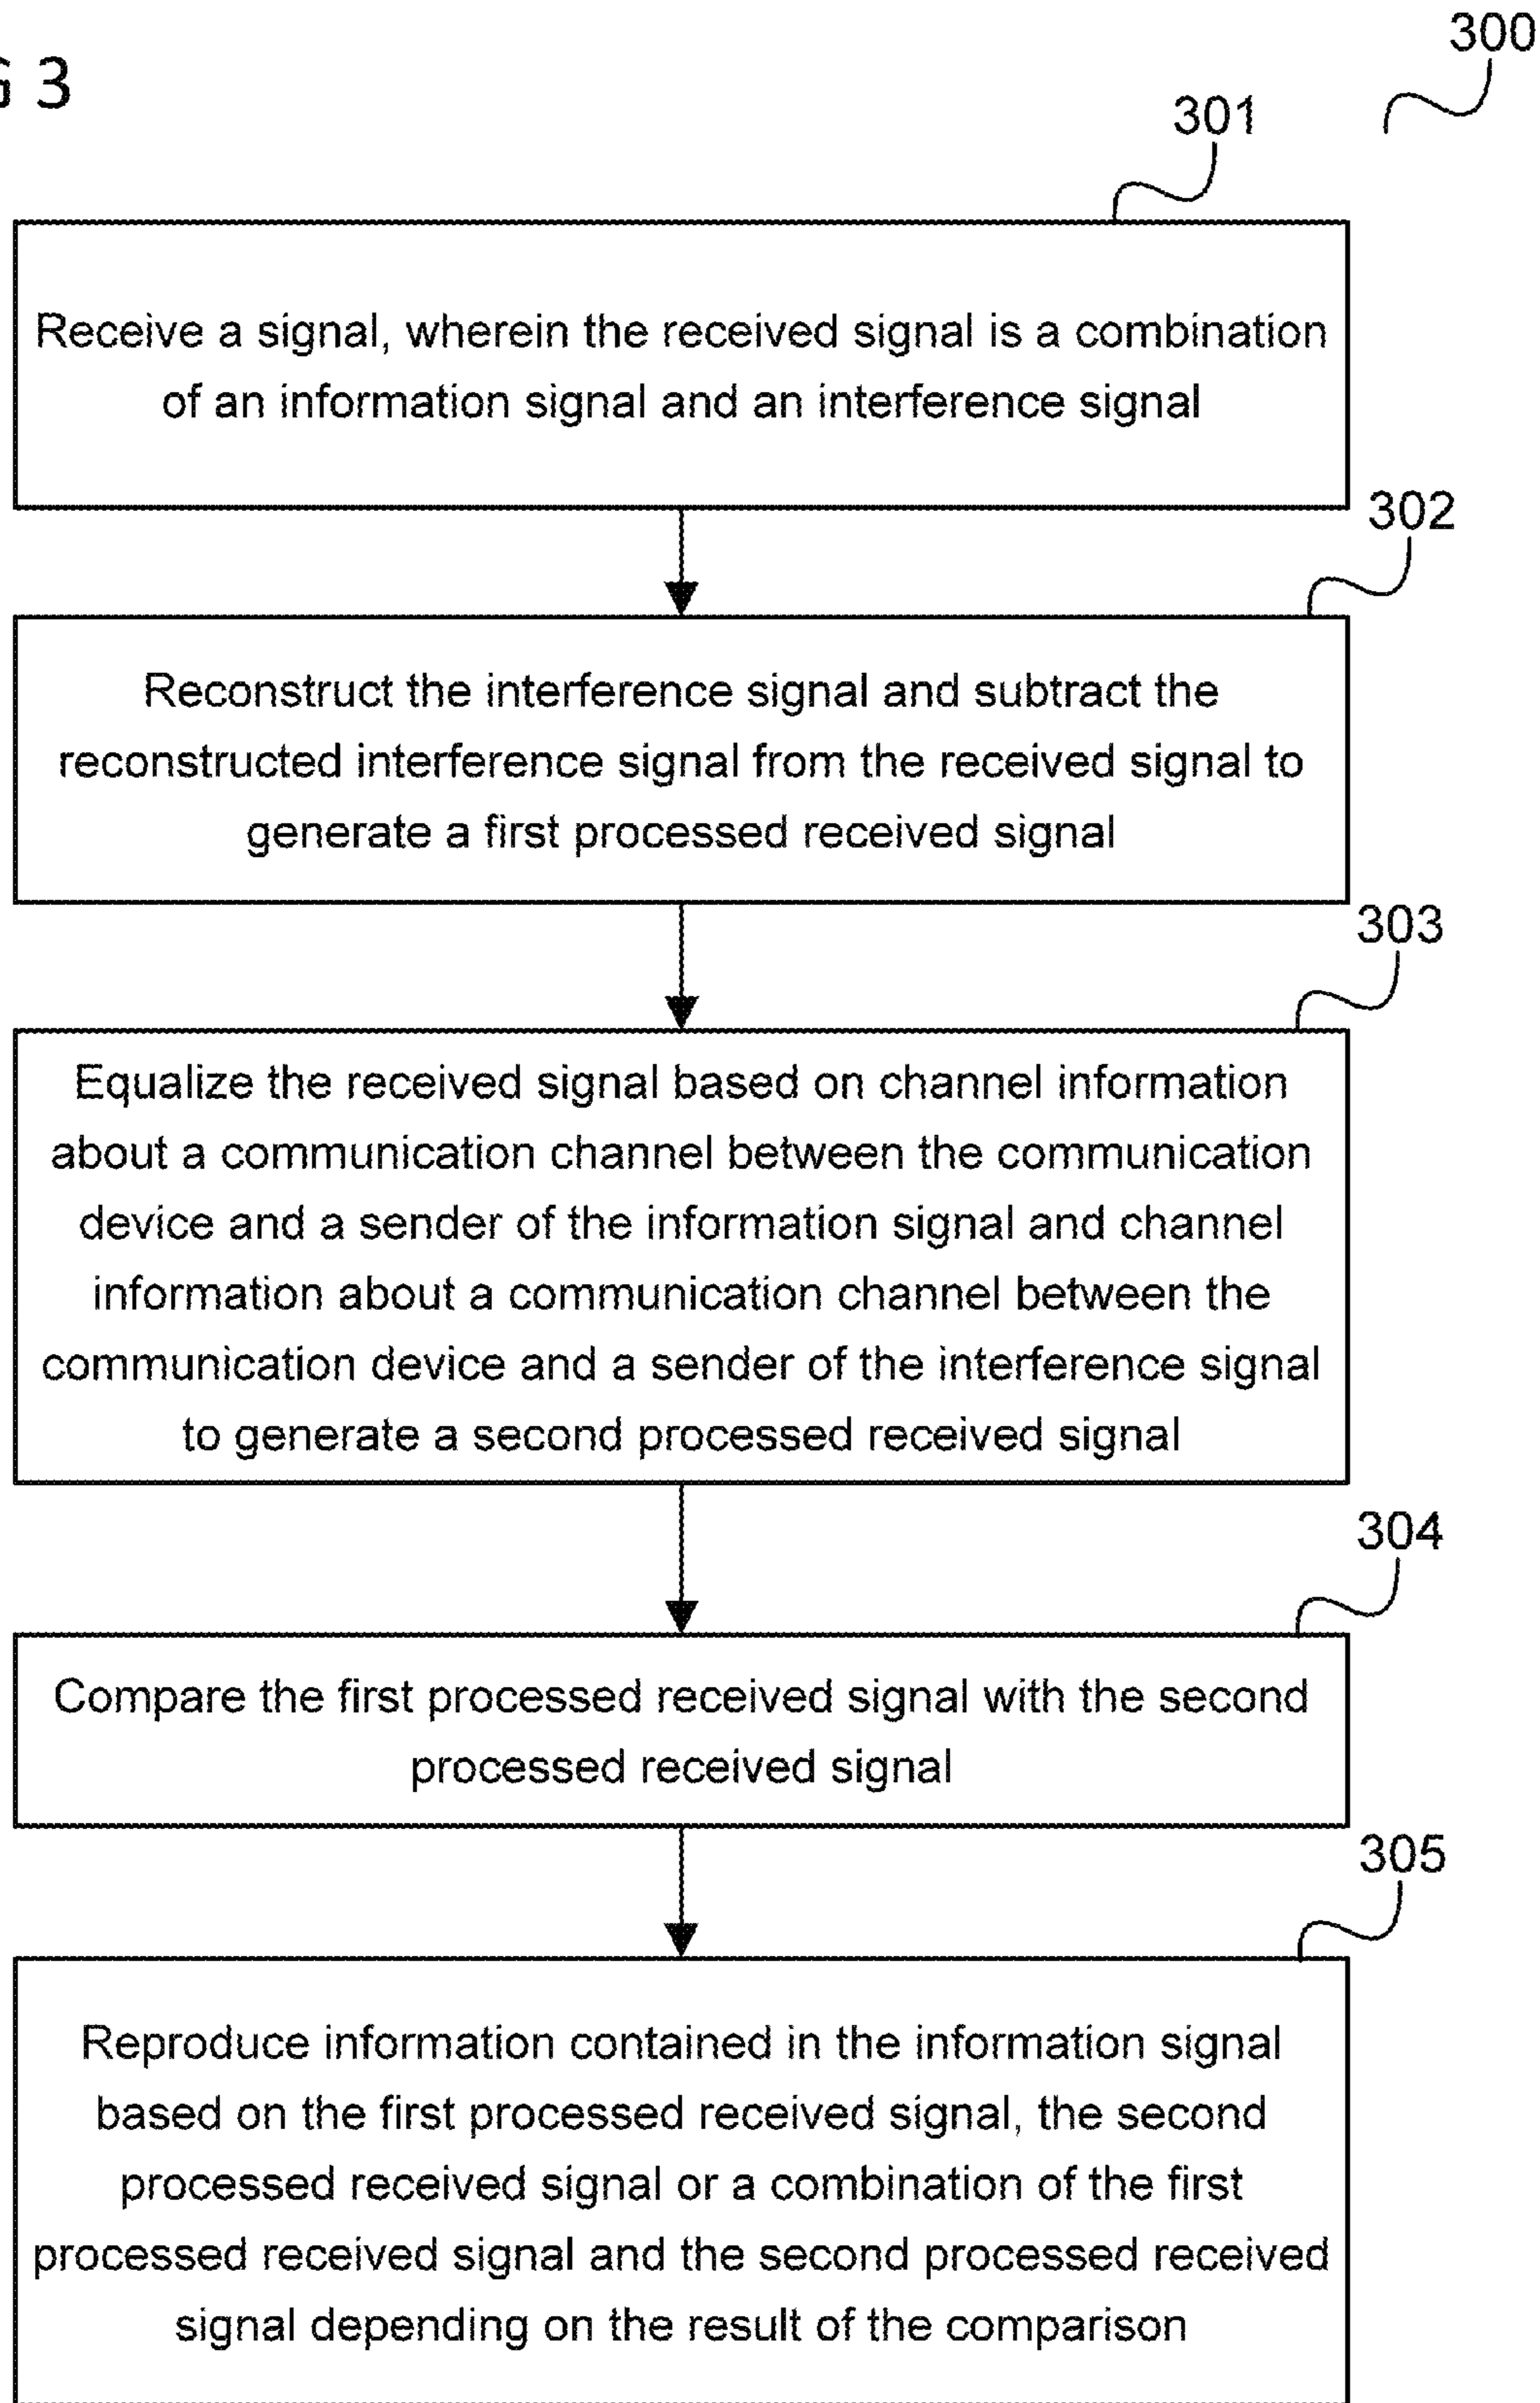 G 3
300
301
Receive a signal, wherein the received signal is a combination
of an information signal and an interference signal
302
Reconstruct the interference signal and subtract the
reconstructed interference signal from the received signal to
generate a first processed received signal
303
Equalize the received signal based on channel information
about a communication channel between the communication
device and a sender of the information signal and channel
information about a communication channel between the
communication device and a sender of the interference signal
to generate a second processed received signal
304
Compare the first processed received signal with the second
processed received signal
305
Reproduce information contained in the information signal
based on the first processed received signal, the second
processed received signal or a combination of the first
processed received signal and the second processed received
signal depending on the result of the comparison